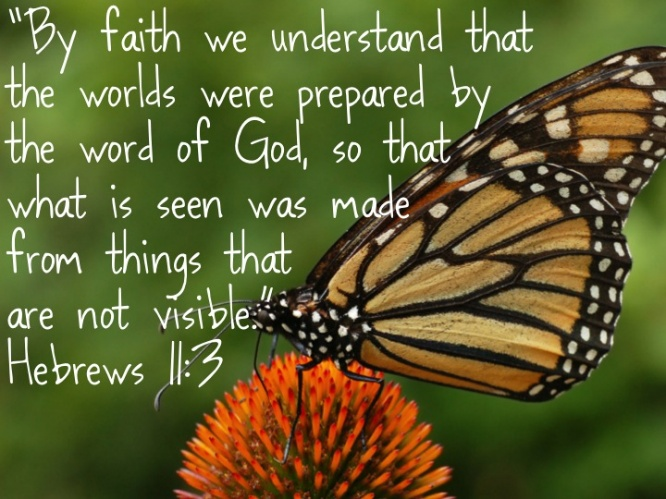 "By faith we understand that
the worlds were prepared by
the word of God, so that
what is seen was made
from things that
are not visible."
Hebrews 11:3